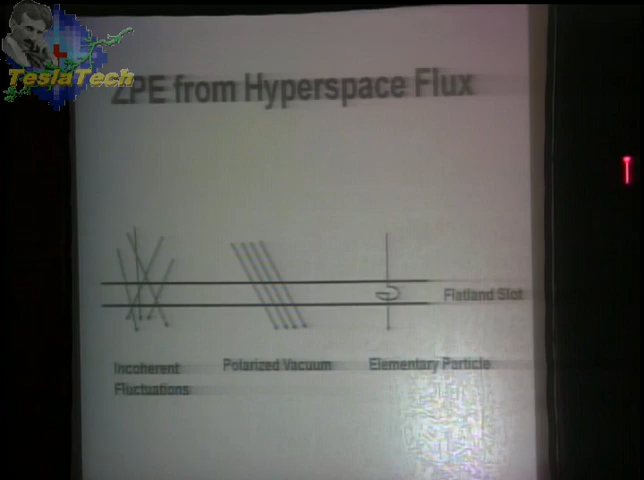 TeslaTech
ZPE from Hyperspace Flux
Flatland Slot
Incoherent
Fluctuations
Polarized Vacuum
Elementary Particle